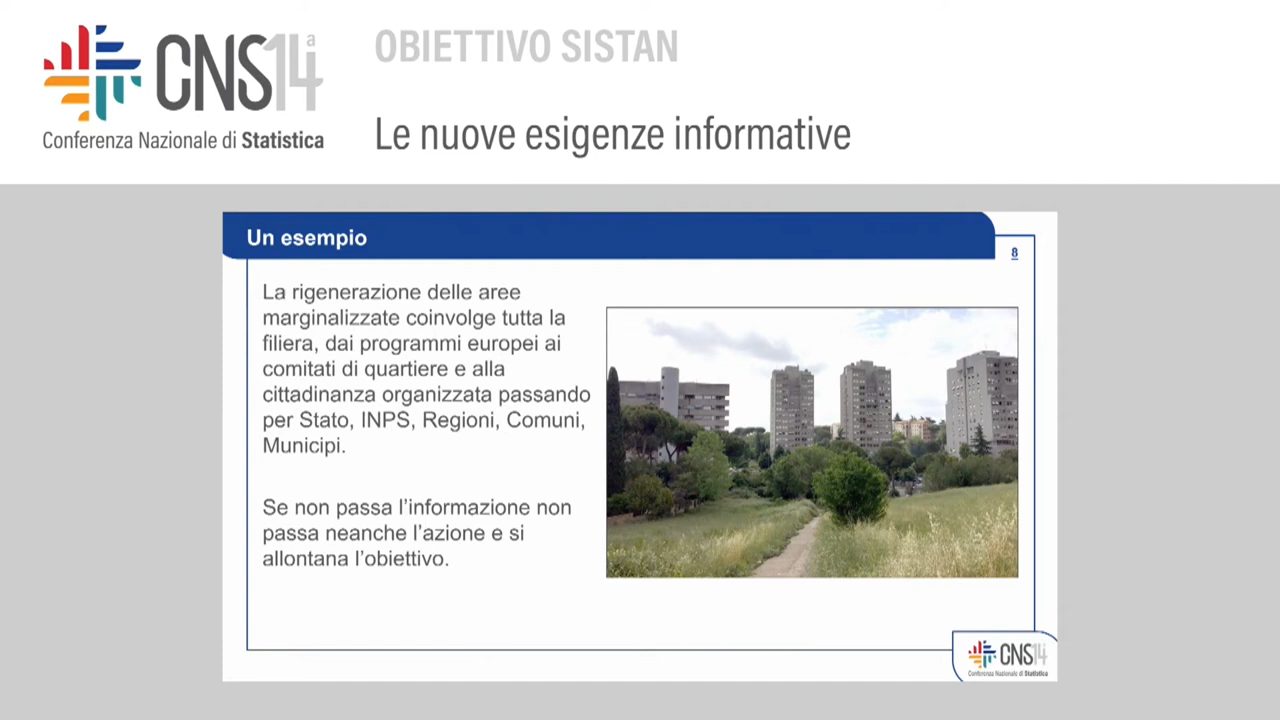 CNS14a
Conferenza Nazionale di Statistica
OBIETTIVO SISTAN
Le nuove esigenze informative
Un esempio
8
La rigenerazione delle aree
marginalizzate coinvolge tutta la
filiera, dai programmi europei ai
comitati di quartiere e alla
cittadinanza organizzata passando
per Stato, INPS, Regioni, Comuni,
Municipi.
Se non passa l’informazione non
passa neanche l’azione e si
allontana l’obiettivo.
CNS14a
Conferenza Nazionale di Statistica